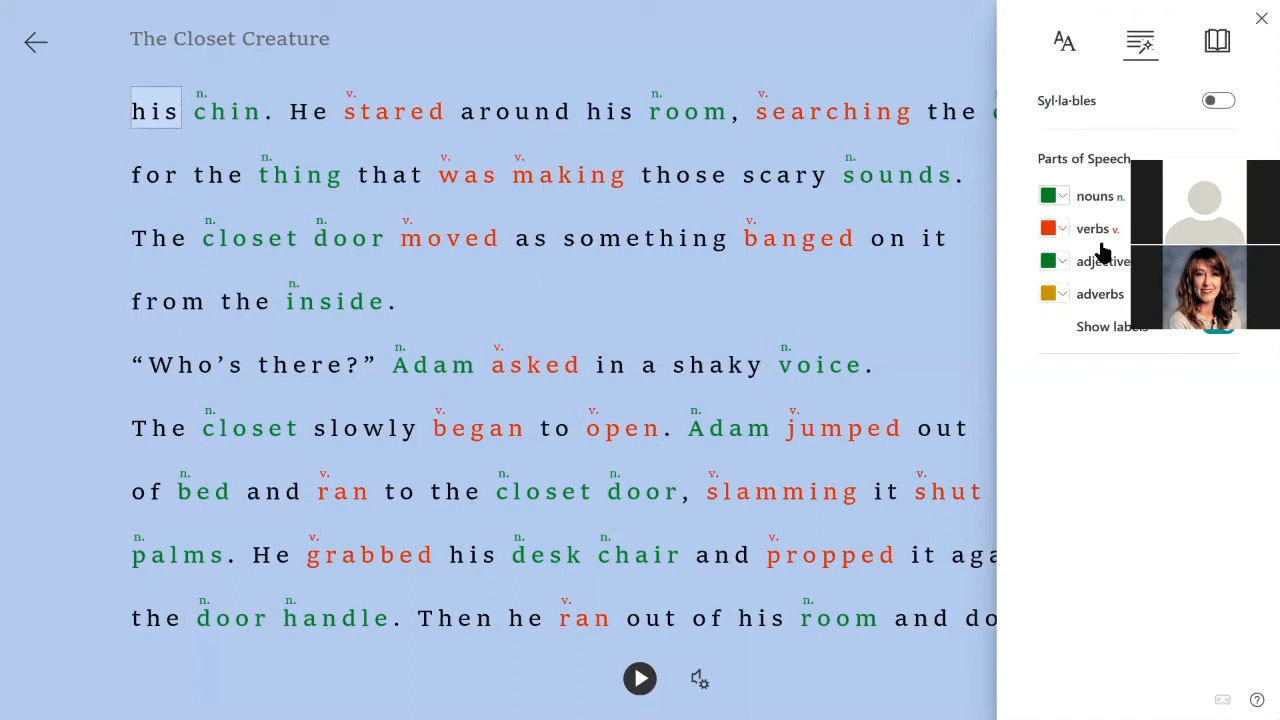 The Closet Creature
n. v. n. v.
his chin. He stared around his room, searching the
n. v. v. n.
for the thing that was making those scary sounds.
n. n. v. v.
The closet door moved as something banged on it
n.
from the inside.
n. v. n.
“Who’s there?” Adam asked in a shaky voice.
n. v. v. n. v.
The closet slowly began to open. Adam jumped out
n. v. n. n. v. v.
of bed and ran to the closet door, slamming it shut
n. v. n. n. v.
palms. He grabbed his desk chair and propped it aga
n. n. v. n.
the door handle. Then he ran out of his room and do
AA
Syl·la·bles
Parts of Speech
nouns n.
verbs v.
adjective
adverbs
Show labels
?